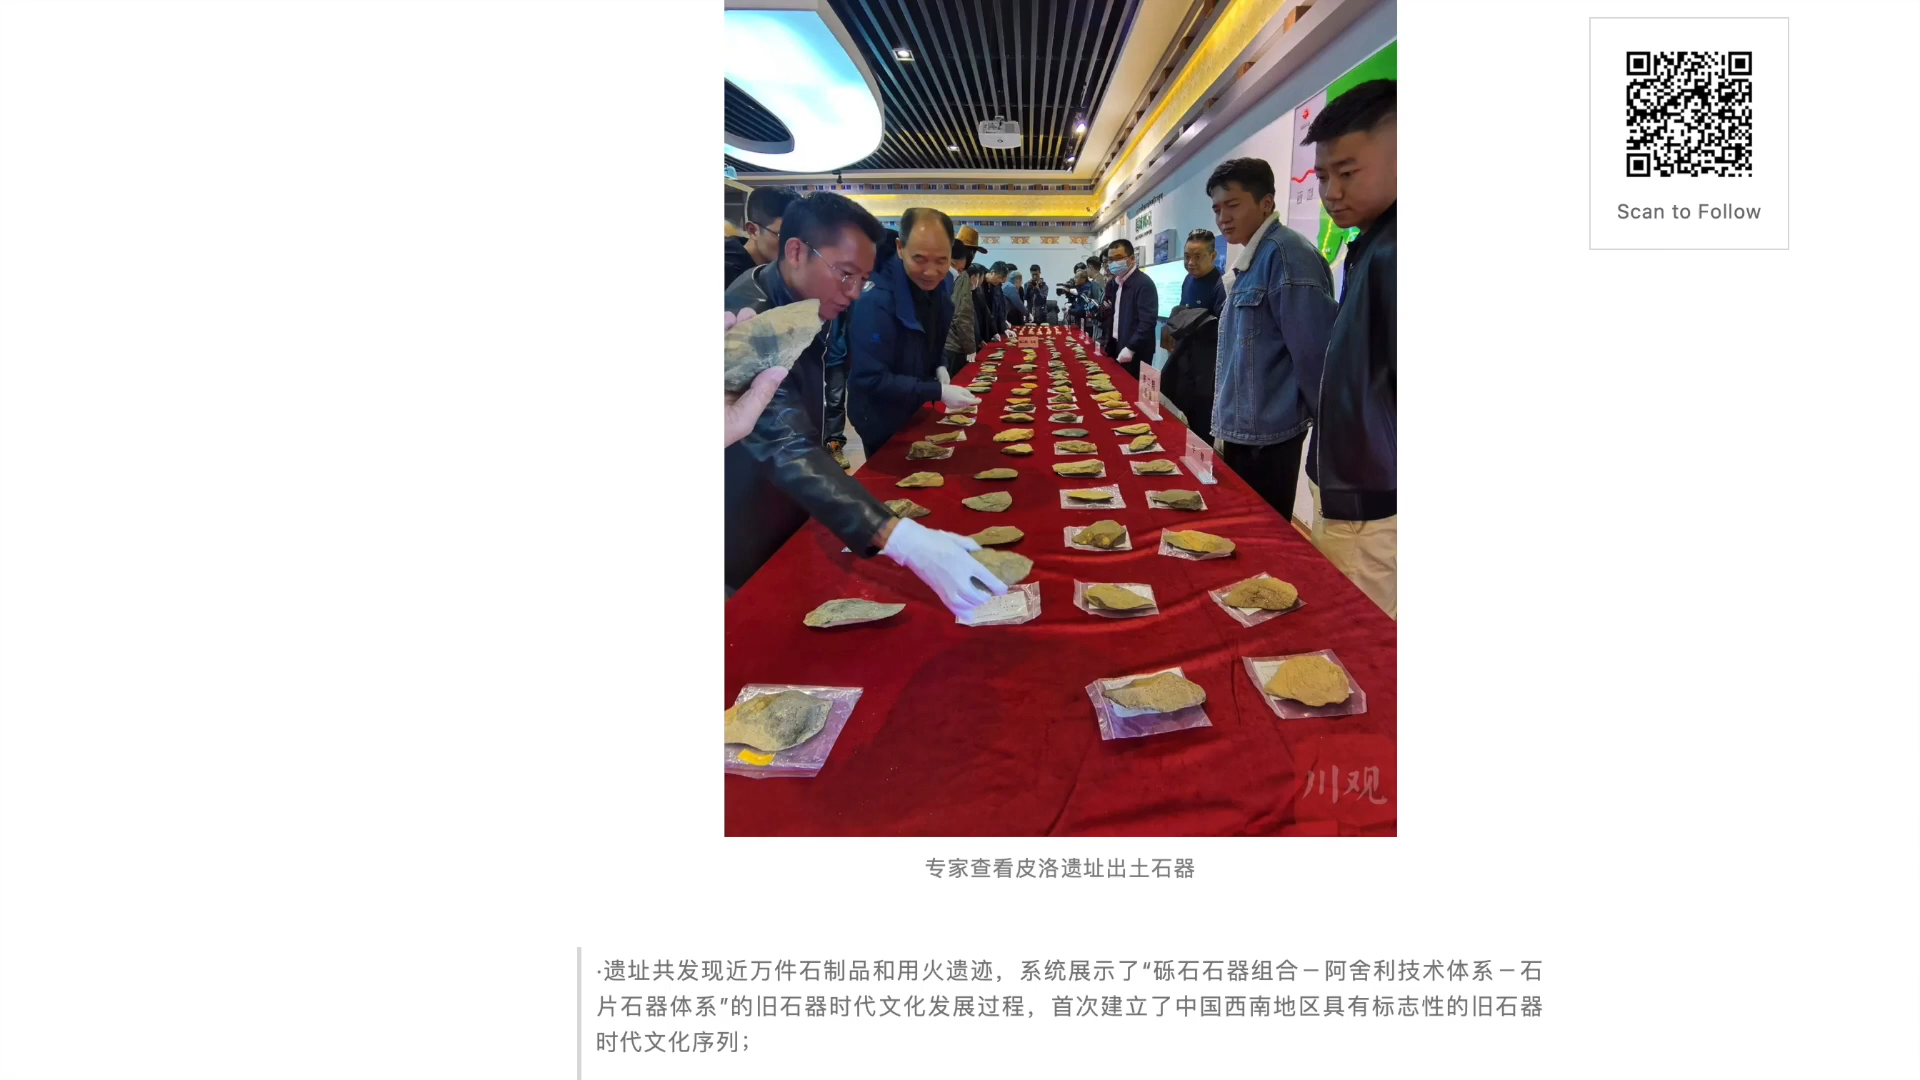 Scan to Follow
川观
专家查看皮洛遗址出土石器
·遗址共发现近万件石制品和用火遗迹，系统展示了“砾石石器组合－阿舍利技术体系－石
片石器体系”的旧石器时代文化发展过程，首次建立了中国西南地区具有标志性的旧石器
时代文化序列；